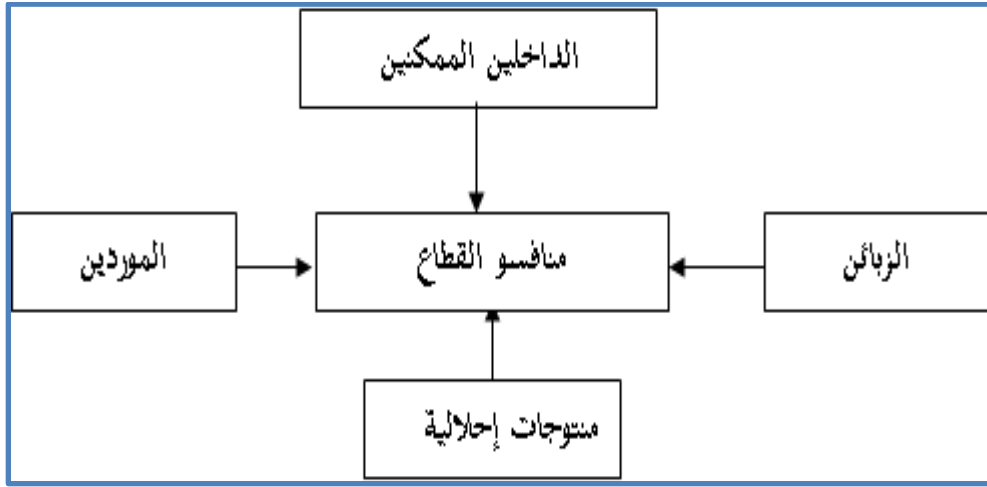 الداخلين الممكنين
الزبائن
منافسو القطاع
الموردين
منتوجات إحلالية